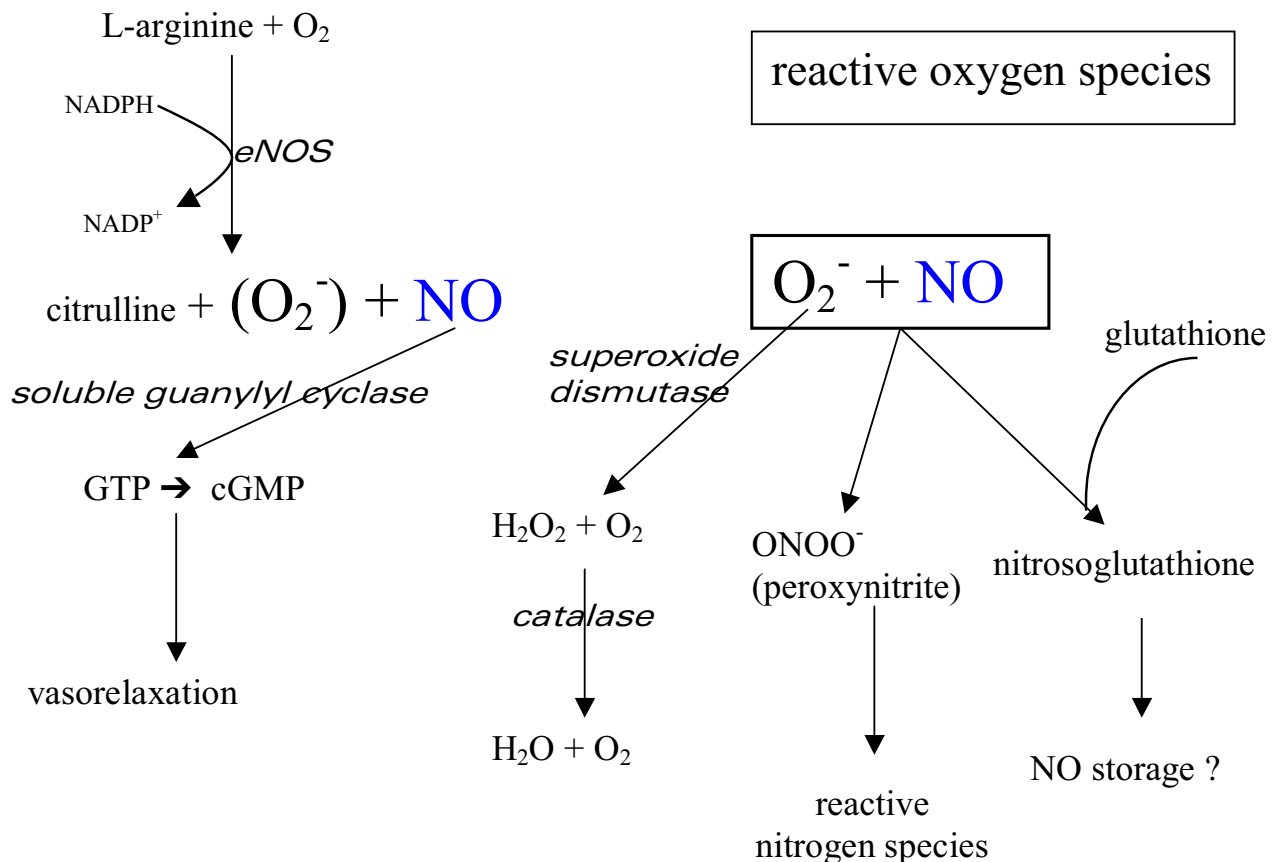 L-arginine + O₂
reactive oxygen species
NADPH
eNOS
NADP⁺
citrulline + (O₂⁻) + NO
O₂⁻ + NO
glutathione
superoxide
dismutase
soluble guanylyl cyclase
GTP ➔ cGMP
H₂O₂ + O₂
ONOO⁻
(peroxynitrite)
nitrosoglutathione
catalase
vasorelaxation
H₂O + O₂
NO storage ?
reactive
nitrogen species